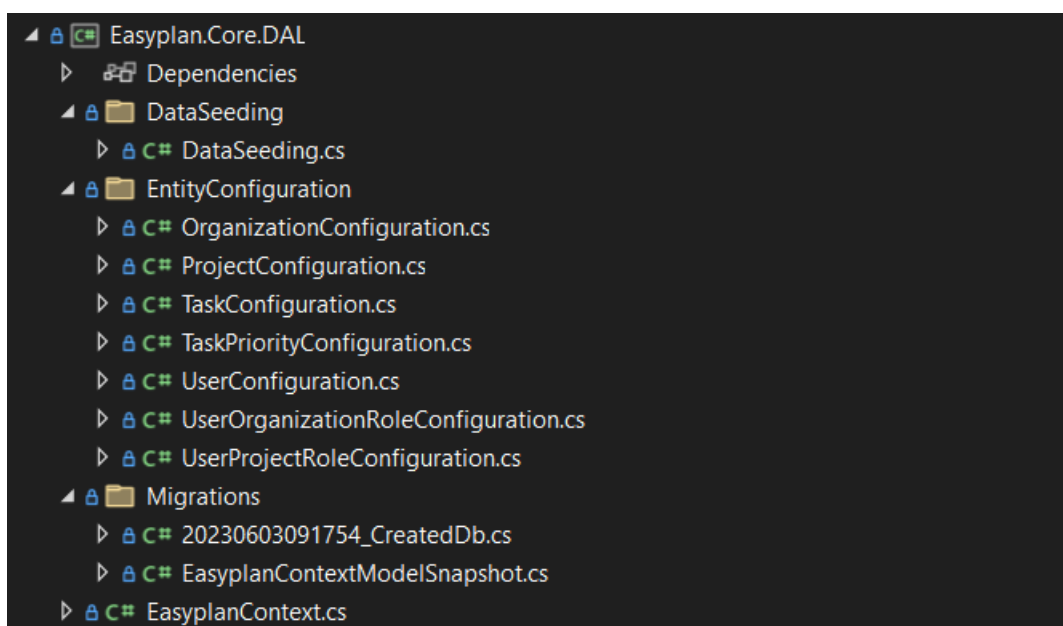 C# Easyplan.Core.DAL
Dependencies
DataSeeding
C# DataSeeding.cs
EntityConfiguration
C# OrganizationConfiguration.cs
C# ProjectConfiguration.cs
C# TaskConfiguration.cs
C# TaskPriorityConfiguration.cs
C# UserConfiguration.cs
C# UserOrganizationRoleConfiguration.cs
C# UserProjectRoleConfiguration.cs
Migrations
C# 20230603091754_CreatedDb.cs
C# EasyplanContextModelSnapshot.cs
C# EasyplanContext.cs